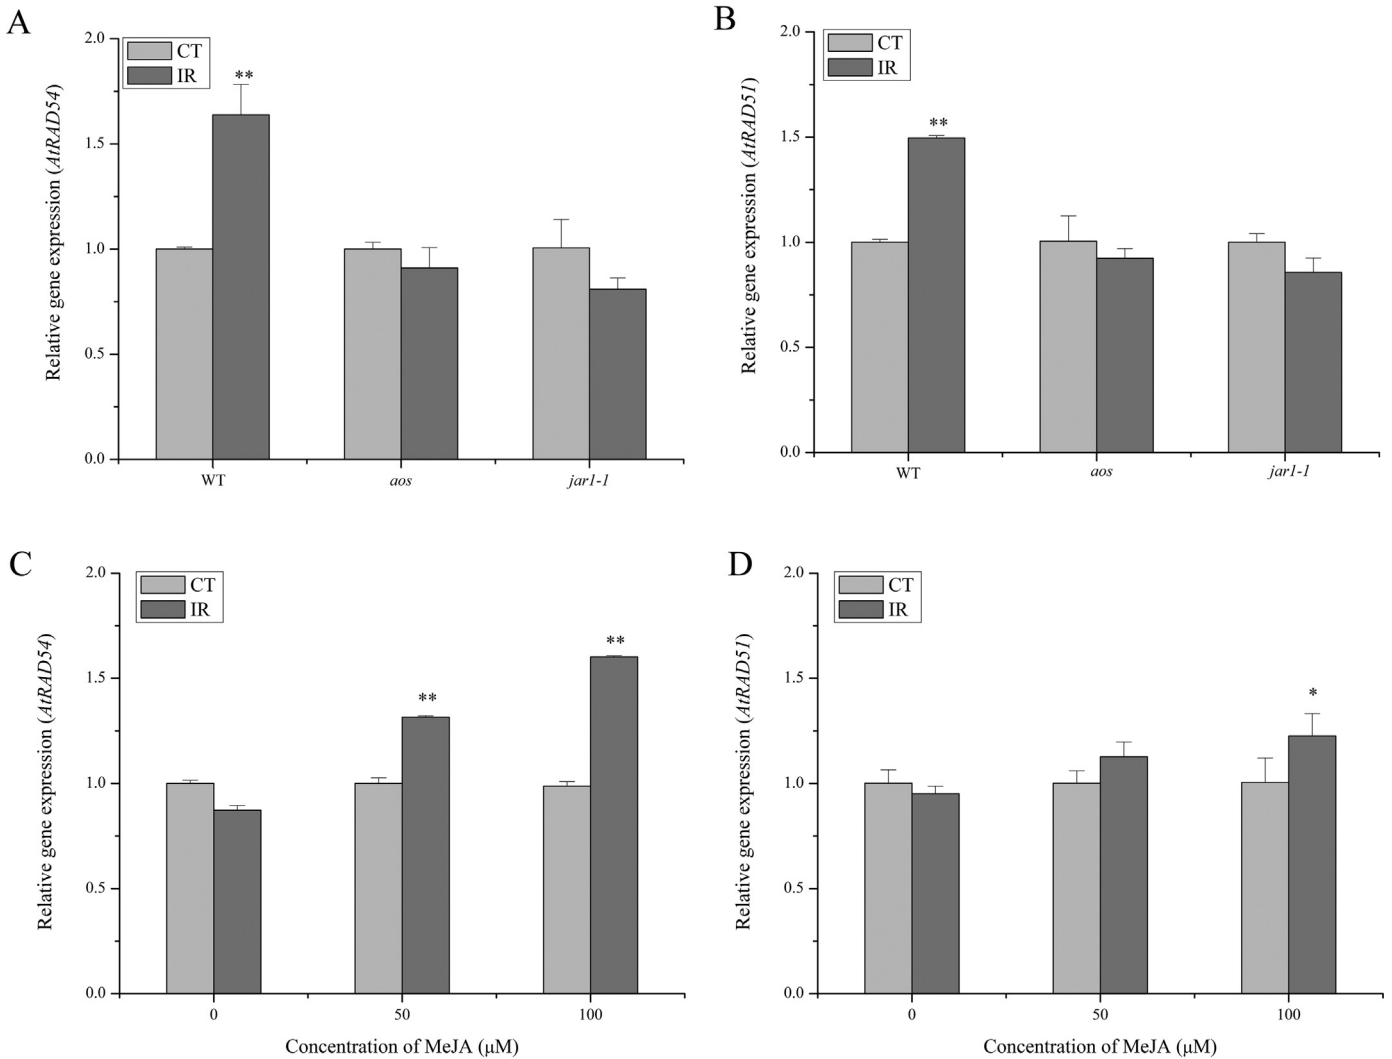 A
Relative gene expression (AtRAD54)
2.0
1.5
1.0
0.5
0.0
CT
IR
**
WT
aos
jar1-1
B
Relative gene expression (AtRAD51)
2.0
1.5
1.0
0.5
0.0
CT
IR
**
WT
aos
jar1-1
C
Relative gene expression (AtRAD54)
2.0
1.5
1.0
0.5
0.0
CT
IR
**
**
0
50
100
Concentration of MeJA (μM)
D
Relative gene expression (AtRAD51)
2.0
1.5
1.0
0.5
0.0
CT
IR
*
0
50
100
Concentration of MeJA (μM)